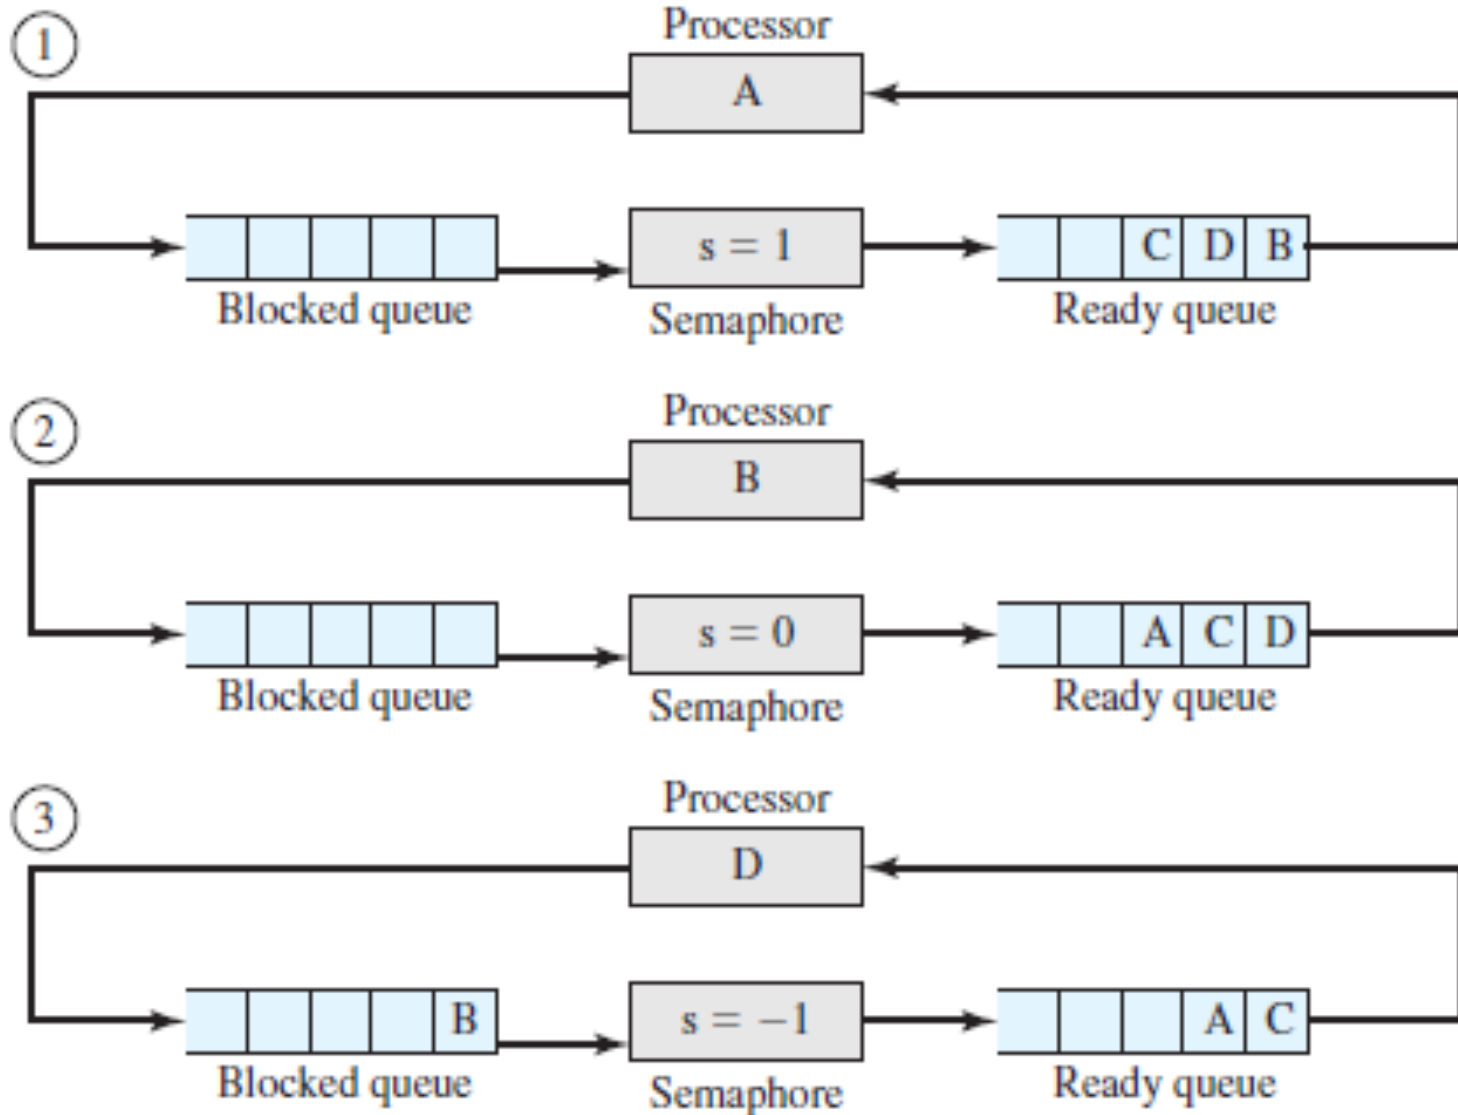 1
Processor
A
s = 1
C D B
Blocked queue
Semaphore
Ready queue
2
Processor
B
s = 0
A C D
Blocked queue
Semaphore
Ready queue
3
Processor
D
B
s = −1
A C
Blocked queue
Semaphore
Ready queue